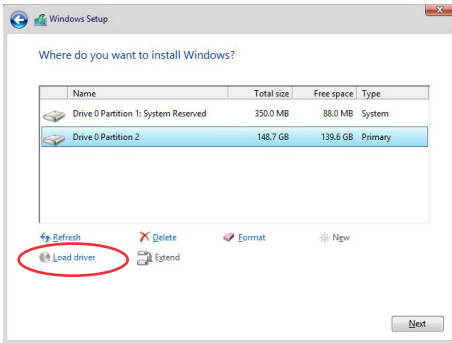 Windows Setup
Where do you want to install Windows?
Name Total size Free space Type
Drive 0 Partition 1: System Reserved 350.0 MB 88.0 MB System
Drive 0 Partition 2 148.7 GB 139.6 GB Primary
Refresh Delete Format New
Load driver Extend
Next